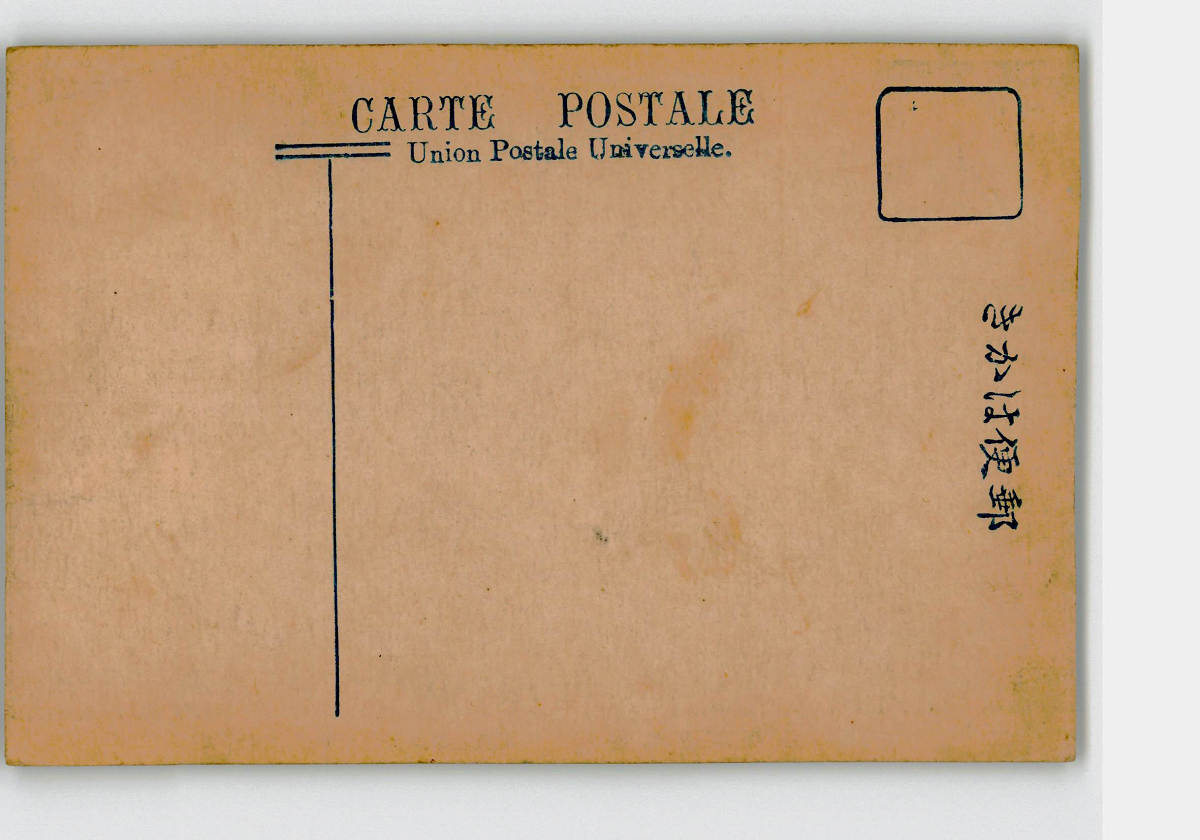 CARTE POSTALE
Union Postale Universelle.
きかは便郵